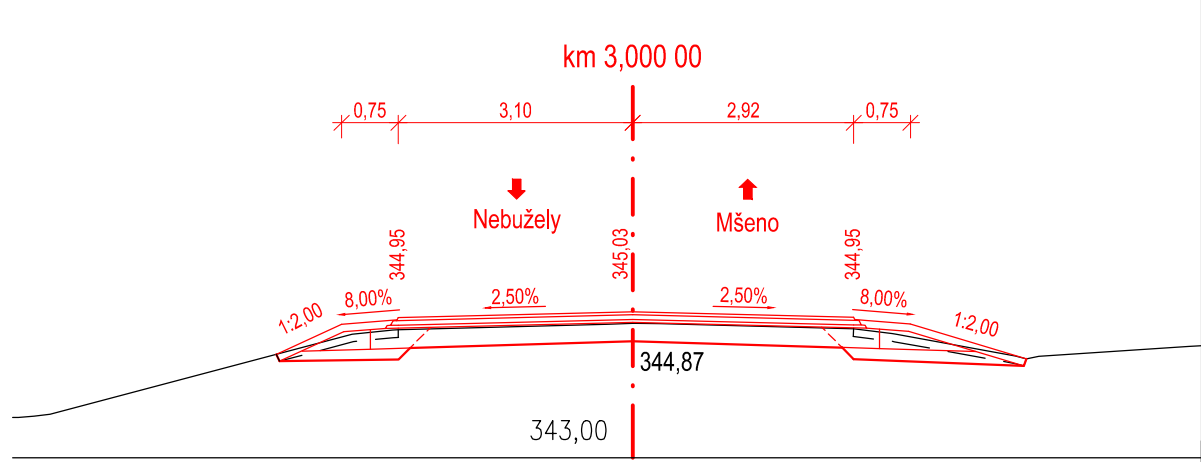 km 3,000 00
0,75 3,10 2,92 0,75
Nebužely Mšeno
344,95 345,03 344,95
1:2,00 8,00% 2,50% 2,50% 8,00% 1:2,00
344,87
343,00